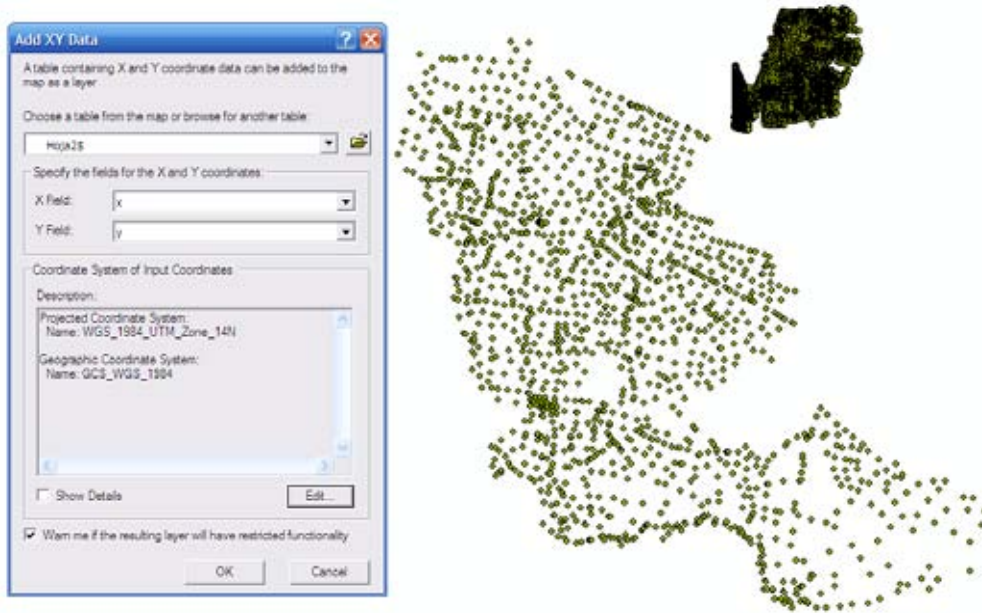 Add XY Data
A table containing X and Y coordinate data can be added to the
map as a layer
Choose a table from the map or browse for another table:
Hoja2$
Specify the fields for the X and Y coordinates:
X Field:
x
Y Field:
y
Coordinate System of Input Coordinates
Description:
Projected Coordinate System:
Name: WGS_1984_UTM_Zone_14N
Geographic Coordinate System:
Name: GCS_WGS_1984
Show Details
Edit...
Warn me if the resulting layer will have restricted functionality
OK
Cancel